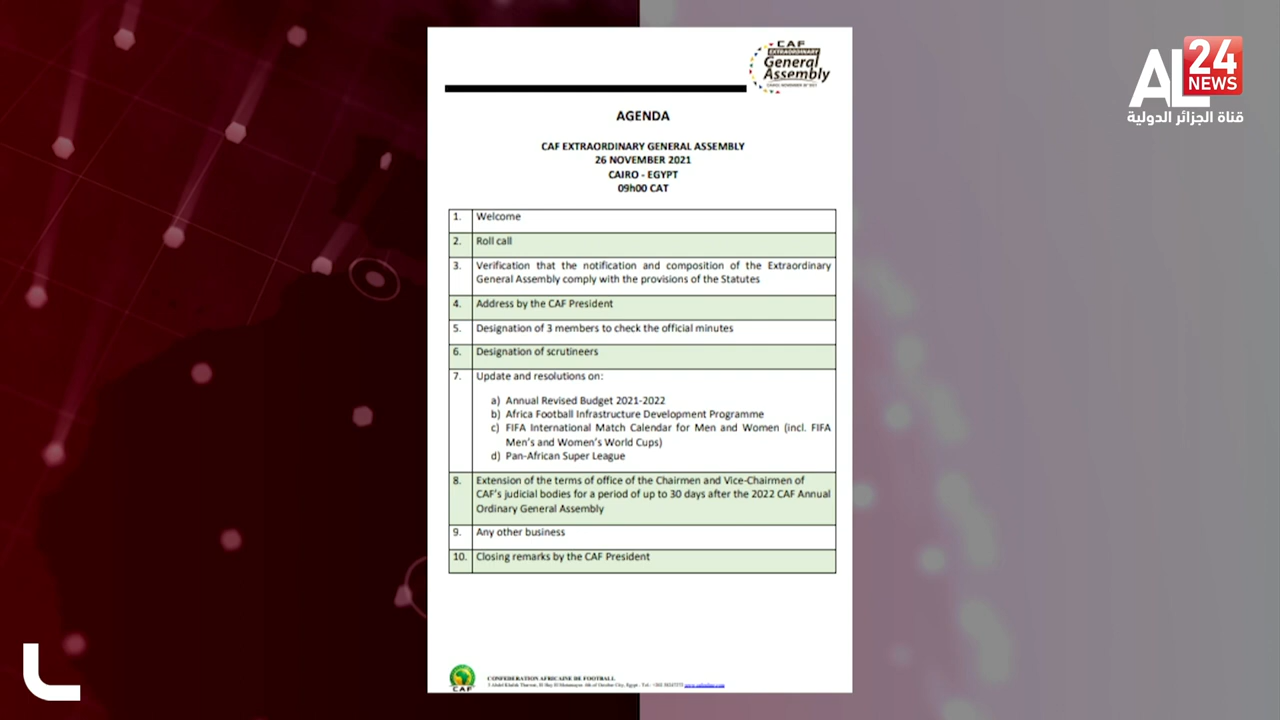 CAF
EXTRAORDINARY
General
Assembly
AL
24
NEWS
قناة الجزائر الدولية
AGENDA
CAF EXTRAORDINARY GENERAL ASSEMBLY
26 NOVEMBER 2021
CAIRO - EGYPT
09h00 CAT
1. Welcome
2. Roll call
3. Verification that the notification and composition of the Extraordinary
General Assembly comply with the provisions of the Statutes
4. Address by the CAF President
5. Designation of 3 members to check the official minutes
6. Designation of scrutineers
7. Update and resolutions on:
a) Annual Revised Budget 2021-2022
b) Africa Football Infrastructure Development Programme
c) FIFA International Match Calendar for Men and Women (incl. FIFA
Men's and Women's World Cups)
d) Pan-African Super League
8. Extension of the terms of office of the Chairmen and Vice-Chairmen of
CAF's judicial bodies for a period of up to 30 days after the 2022 CAF Annual
Ordinary General Assembly
9. Any other business
10. Closing remarks by the CAF President
CAF
CONFEDERATION AFRICAINE DE FOOTBALL